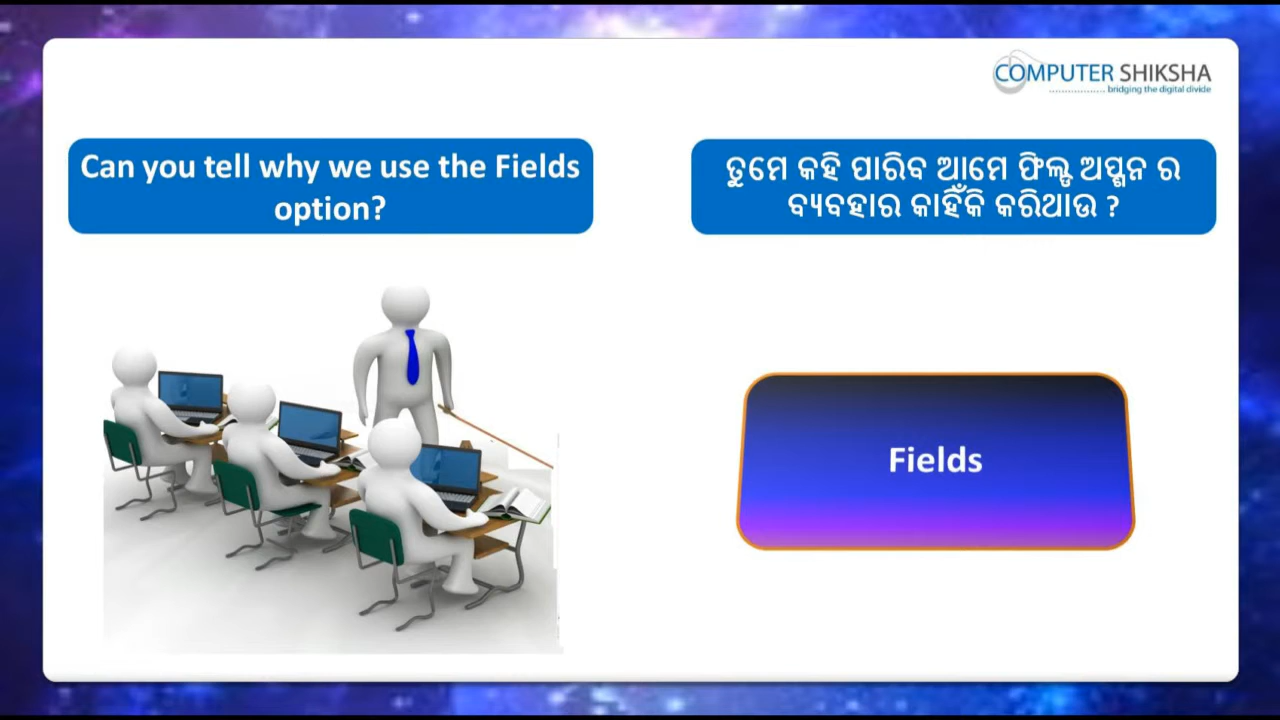 COMPUTER SHIKSHA
bridging the digital divide
Can you tell why we use the Fields
option?
ତୁମେ କହି ପାରିବ ଆମେ ଫିଲ୍ଡ ଅପ୍ସନ ର
ବ୍ୟବହାର କାହିଁକି କରିଥାଉ ?
Fields